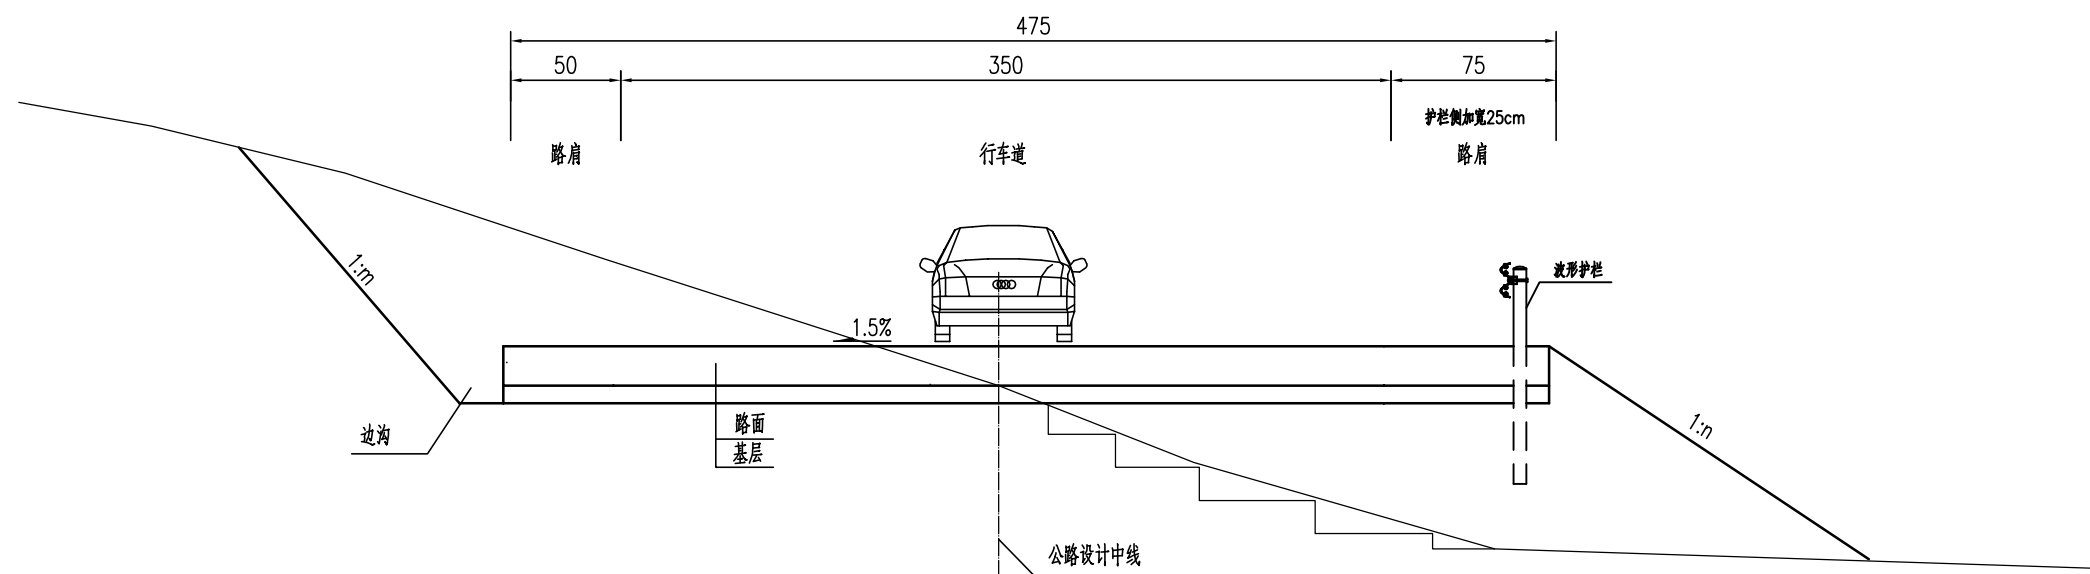 475
50
350
75
护栏侧加宽25cm
路肩
行车道
路肩
1:m
波形护栏
1.5%
边沟
路面
基层
1:n
公路设计中线